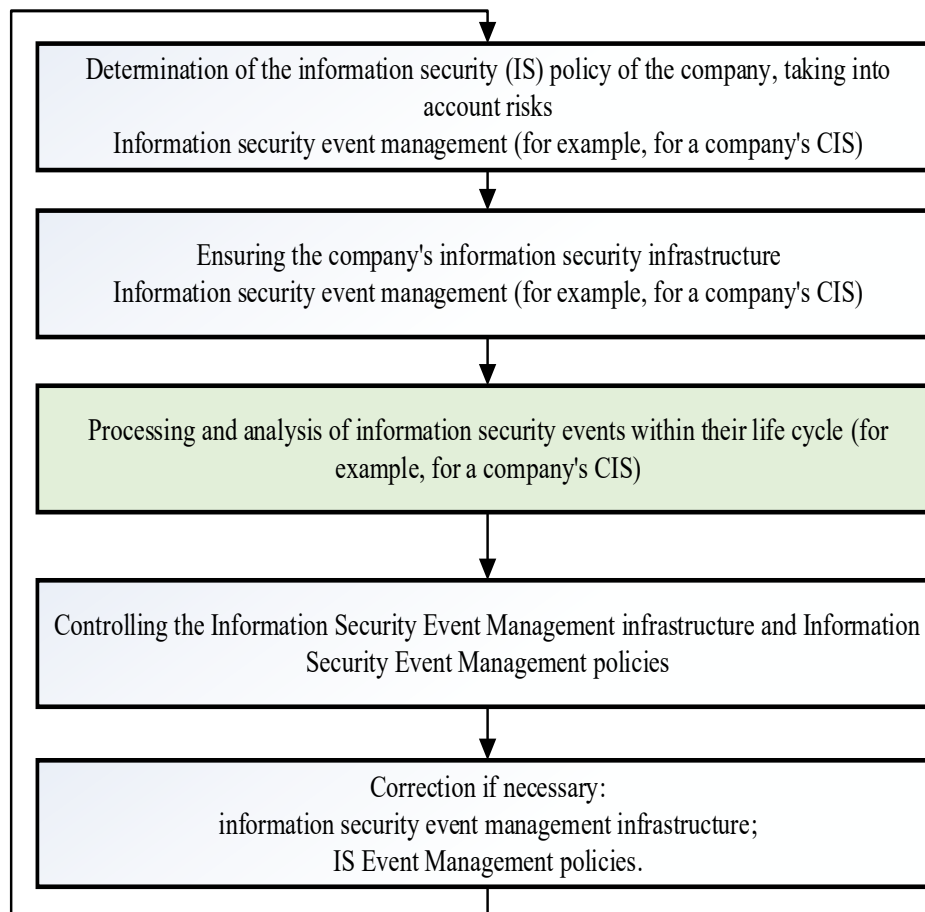 Determination of the information security (IS) policy of the company, taking into
account risks
Information security event management (for example, for a company's CIS)
Ensuring the company's information security infrastructure
Information security event management (for example, for a company's CIS)
Processing and analysis of information security events within their life cycle (for
example, for a company's CIS)
Controlling the Information Security Event Management infrastructure and Information
Security Event Management policies
Correction if necessary:
information security event management infrastructure;
IS Event Management policies.